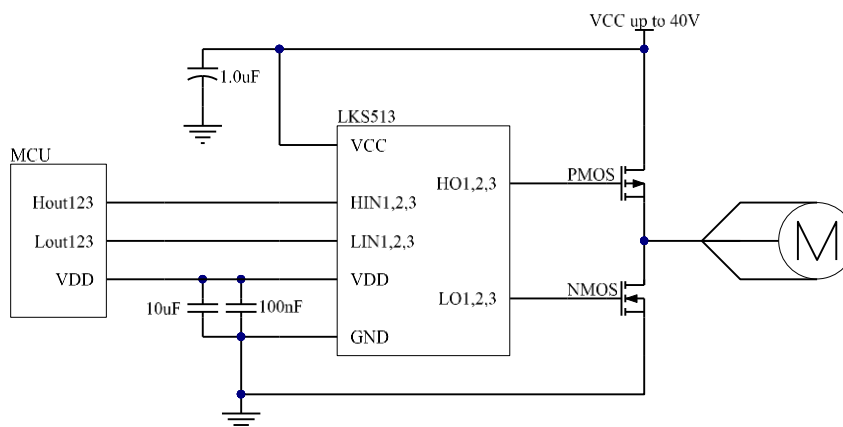 VCC up to 40V
1.0uF
LKS513
VCC
MCU
Hout123
HIN1,2,3
HO1,2,3
PMOS
Lout123
LIN1,2,3
M
VDD
VDD
10uF
100nF
LO1,2,3
NMOS
GND